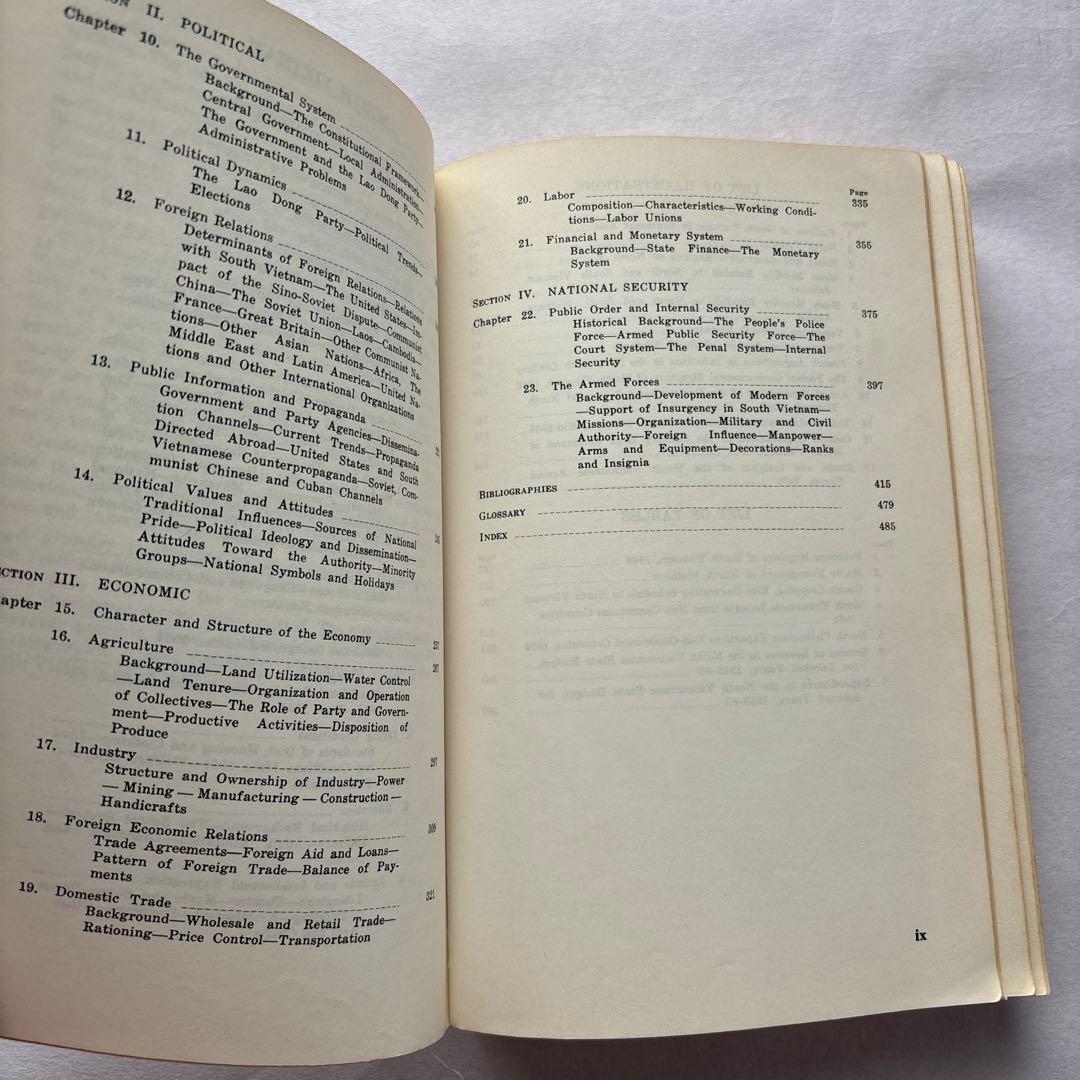 II. POLITICAL
Chapter 10. The Governmental System
Background—The Constitutional Framework—
Central Government—Local Administration—
The Government and the Lao Dong Party—
Administrative Problems
11. Political Dynamics
The Lao Dong Party—Political Trends—
Elections
12. Foreign Relations
Determinants of Foreign Relations—Relations
with South Vietnam—The United States—Im-
pact of the Sino-Soviet Dispute—Communist
China—The Soviet Union—Laos—Cambodia—
France—Great Britain—Other Communist Na-
tions—Other Asian Nations—Africa, The
Middle East and Latin America—United Na-
tions and Other International Organizations
13. Public Information and Propaganda
Government and Party Agencies—Dissemina-
tion Channels—Current Trends—Propaganda
Directed Abroad—United States and South
Vietnamese Counterpropaganda—Soviet, Com-
munist Chinese and Cuban Channels
14. Political Values and Attitudes
Traditional Influences—Sources of National
Pride—Political Ideology and Dissemination—
Attitudes Toward the Authority—Minority
Groups—National Symbols and Holidays
SECTION III. ECONOMIC
Chapter 15. Character and Structure of the Economy
16. Agriculture
Background—Land Utilization—Water Control
—Land Tenure—Organization and Operation
of Collectives—The Role of Party and Govern-
ment—Productive Activities—Disposition of
Produce
17. Industry 297
Structure and Ownership of Industry—Power
— Mining — Manufacturing — Construction —
Handicrafts
18. Foreign Economic Relations 309
Trade Agreements—Foreign Aid and Loans—
Pattern of Foreign Trade—Balance of Pay-
ments
19. Domestic Trade 321
Background—Wholesale and Retail Trade—
Rationing—Price Control—Transportation
Page
20. Labor 335
Composition—Characteristics—Working Condi-
tions—Labor Unions
21. Financial and Monetary System 355
Background—State Finance—The Monetary
System
SECTION IV. NATIONAL SECURITY
Chapter 22. Public Order and Internal Security 375
Historical Background—The People's Police
Force—Armed Public Security Force—The
Court System—The Penal System—Internal
Security
23. The Armed Forces 397
Background—Development of Modern Forces
—Support of Insurgency in South Vietnam—
Missions—Organization—Military and Civil
Authority—Foreign Influence—Manpower—
Arms and Equipment—Decorations—Ranks
and Insignia
BIBLIOGRAPHIES 415
GLOSSARY 479
INDEX 485
ix